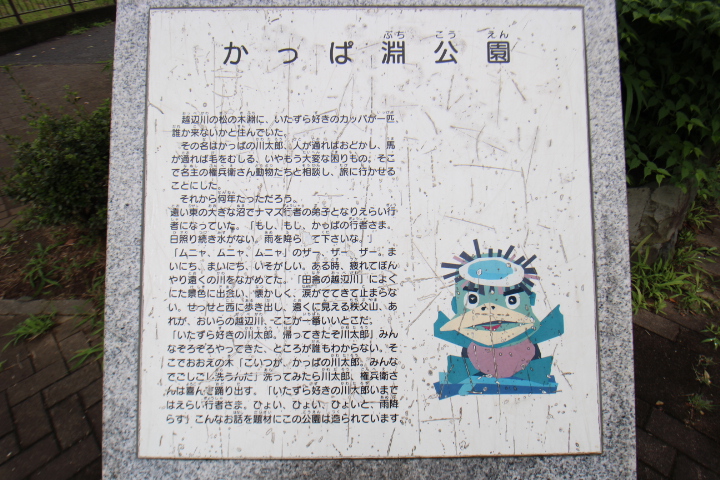 かっぱ淵公園
ぶち こう えん
越辺川の松の木淵に、いたずら好きのカッパが一匹、
誰か来ないかと住んでいた。
その名はかっぱの川太郎、人が通ればおどかし、馬
が通れば毛をむしる、いやもう大変な困りもの。そこ
で名主の権兵衛さん動物たちと相談し、旅に行かせる
ことにした。
それから何年たっただろう。
遠い東の大きな沼でナマズ行者の弟子となりえらい行
者になっていた。「もし、もし、かっぱの行者さま。
日照り続き水がない。雨を降ら て下さいな。」
「ムニャ、ムニャ、ムニャ」のザー、ザー、ザー。ま
いにち、まいにち、いそがしい。ある時、疲れてぼん
やり遠くの川をながめてた。「田舎の越辺川」によく
にた景色に出会い、懐かしく、涙がでてきて止まらな
い。せっせと西に歩き出し、遠くに見える秩父山、あ
れが、おいらの越辺川、ここが一番いいとこだ。
「いたずら好きの川太郎。帰ってきたぞ川太郎」みん
なぞろぞろやってきた、ところが誰もわからない。そ
こでおおえの木「こいつが、かっぱの川太郎、みんな
でごしごし洗うんだ」洗ってみたら川太郎、権兵衛さ
んは喜んで踊り出す。「いたずら好きの川太郎いまで
はえらい行者さま。ひょい、ひょい、ひょいと、雨降
らす」こんなお話を題材にこの公園は造られています。